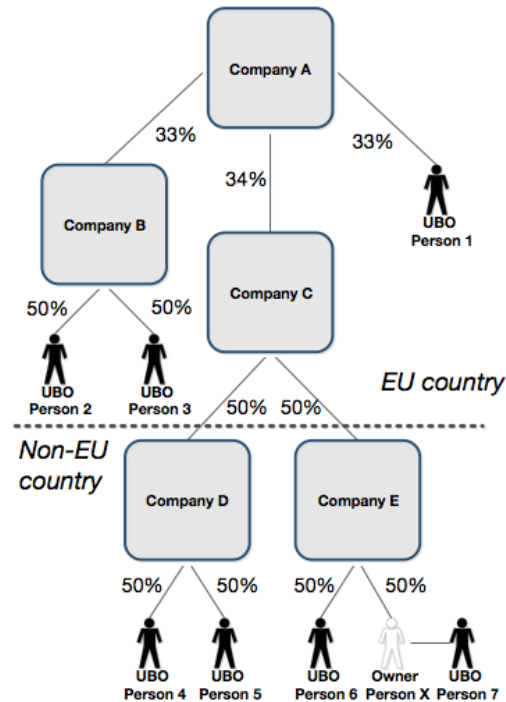 Company A
33%
33%
34%
Company B
UBO
Person 1
Company C
50%
50%
UBO
Person 2
UBO
Person 3
EU country
50%
50%
Non-EU
country
Company D
Company E
50%
50%
50%
50%
UBO
Person 4
UBO
Person 5
UBO
Person 6
Owner
Person X
UBO
Person 7